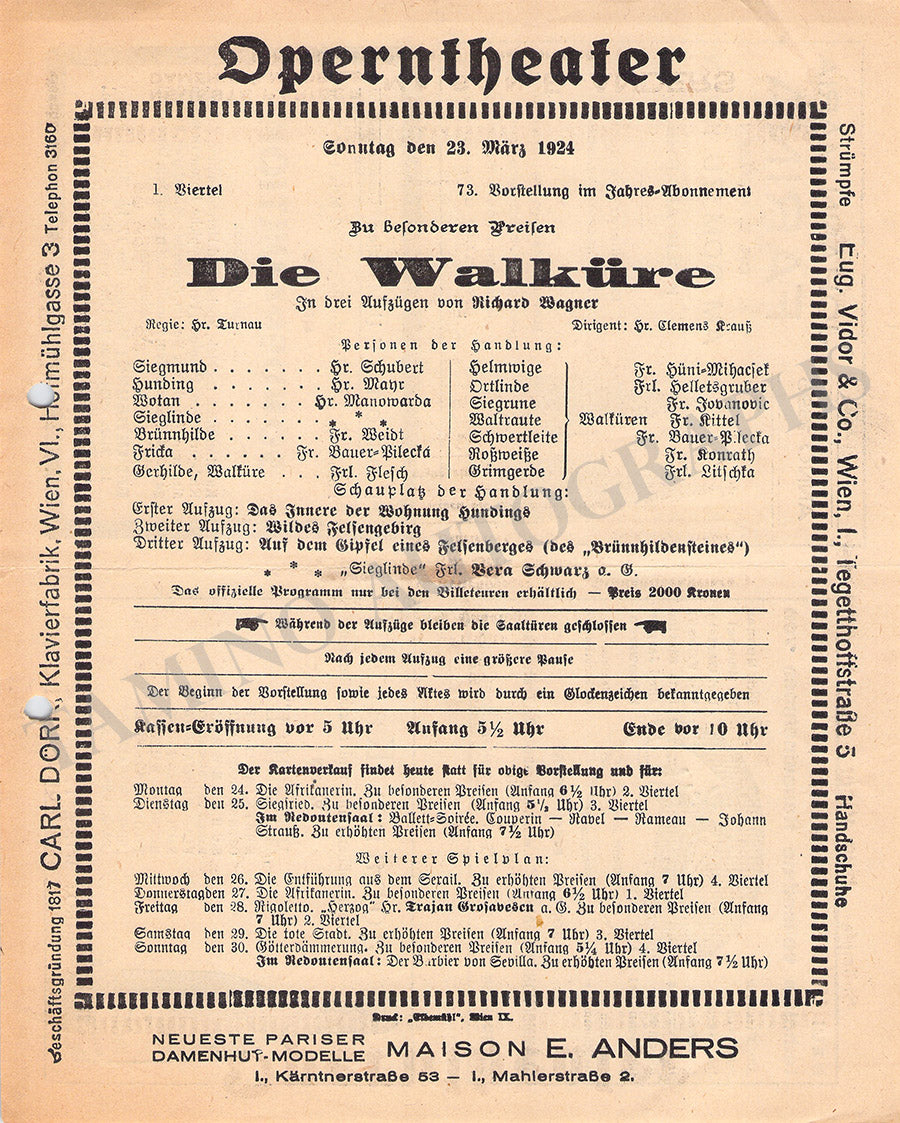 Operntheater
Sonntag den 23. März 1924
1. Viertel 73. Vorstellung im Jahres-Abonnement
Zu besonderen Preisen
Die Walküre
In drei Aufzügen von Richard Wagner
Regie: Hr. Turnau Dirigent: Hr. Clemens Krauß
Personen der Handlung:
Siegmund . . . . . . . Hr. Schubert
Hunding . . . . . . . . Hr. Mayr
Wotan . . . . . . . . Hr. Manowarda
Sieglinde . . . . . . . * * *
Brünnhilde . . . . . . . Fr. Weidt
Fricka . . . . . . . Fr. Bauer-Pilecka
Gerhilde, Walküre . . . Frl. Flesch
Helmwige Fr. Hüni-Mihacsek
Ortlinde Frl. Helletsgruber
Siegrune Fr. Jovanovic
Waltraute Walküren Fr. Kittel
Schwertleite Fr. Bauer-Pilecka
Roßweiße Fr. Konrath
Grimgerde Frl. Litschka
Schauplatz der Handlung:
Erster Aufzug: Das Innere der Wohnung Hundings
Zweiter Aufzug: Wildes Felsengebirg
Dritter Aufzug: Auf dem Gipfel eines Felsenberges (des „Brünnhildensteines")
* * * „Sieglinde" Frl. Vera Schwarz a. G.
Das offizielle Programm nur bei den Billeteuren erhältlich — Preis 2000 Kronen
Während der Aufzüge bleiben die Saaltüren geschlossen
Nach jedem Aufzug eine größere Pause
Der Beginn der Vorstellung sowie jedes Aktes wird durch ein Glockenzeichen bekanntgegeben
Kassen-Eröffnung vor 5 Uhr Anfang 5½ Uhr Ende vor 10 Uhr
Der Kartenverkauf findet heute statt für obige Vorstellung und für:
Montag den 24. Die Afrikanerin. Zu besonderen Preisen (Anfang 6½ Uhr) 2. Viertel
Dienstag den 25. Siegfried. Zu besonderen Preisen (Anfang 5½ Uhr) 3. Viertel
Im Redontensaal: Ballett-Soirée. Couperin — Ravel — Rameau — Johann
Strauß. Zu erhöhten Preisen (Anfang 7½ Uhr)
Weiterer Spielplan:
Mittwoch den 26. Die Entführung aus dem Serail. Zu erhöhten Preisen (Anfang 7 Uhr) 4. Viertel
Donnerstag den 27. Die Afrikanerin. Zu besonderen Preisen (Anfang 6½ Uhr) 1. Viertel
Freitag den 28. Rigoletto. „Herzog" Hr. Trajan Grosavescu a. G. Zu besonderen Preisen (Anfang
7 Uhr) 2. Viertel
Samstag den 29. Die tote Stadt. Zu erhöhten Preisen (Anfang 7 Uhr) 3. Viertel
Sonntag den 30. Götterdämmerung. Zu besonderen Preisen (Anfang 5¼ Uhr) 4. Viertel
Im Redontensaal: Der Barbier von Sevilla. Zu erhöhten Preisen (Anfang 7½ Uhr)
Druck: „Elbemühl", Wien IX.
NEUESTE PARISER
DAMENHUT-MODELLE MAISON E. ANDERS
I., Kärntnerstraße 53 — I., Mahlerstraße 2.
Geschäftsgründung 1817 CARL DÖRR, Klavierfabrik, Wien, VI., Hofmühlgasse 3 Telephon 3160
Strümpfe Eug. Vidor & Co., Wien, I., Tegetthoffstraße 5 Handschuhe
TAMINO AUTOGRAPHS